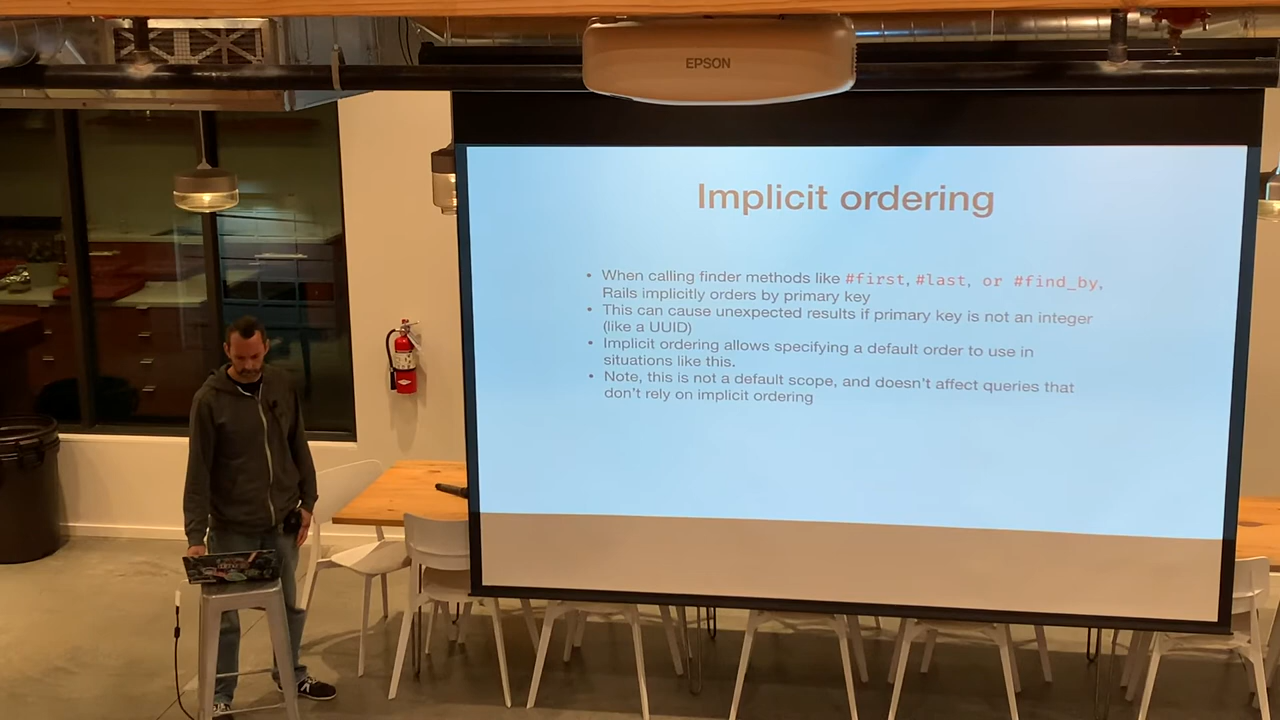 EPSON
Implicit ordering
• When calling finder methods like #first, #last, or #find_by,
Rails implicitly orders by primary key
• This can cause unexpected results if primary key is not an integer
(like a UUID)
• Implicit ordering allows specifying a default order to use in
situations like this.
• Note, this is not a default scope, and doesn't affect queries that
don't rely on implicit ordering